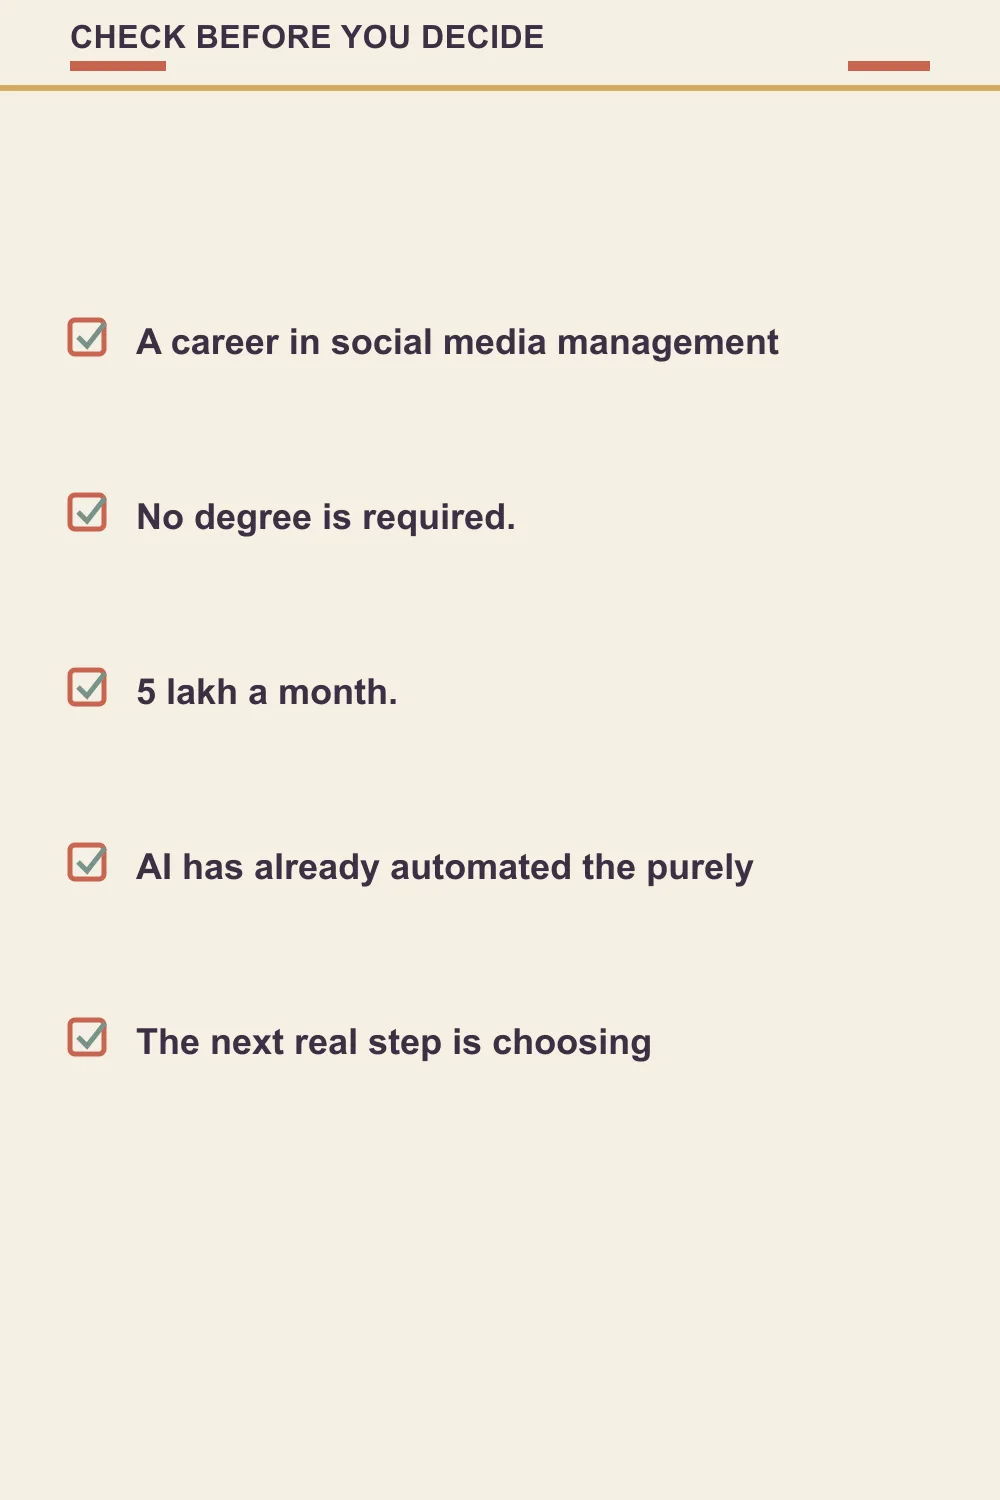 CHECK BEFORE YOU DECIDE
A career in social media management
No degree is required.
5 lakh a month.
AI has already automated the purely
The next real step is choosing